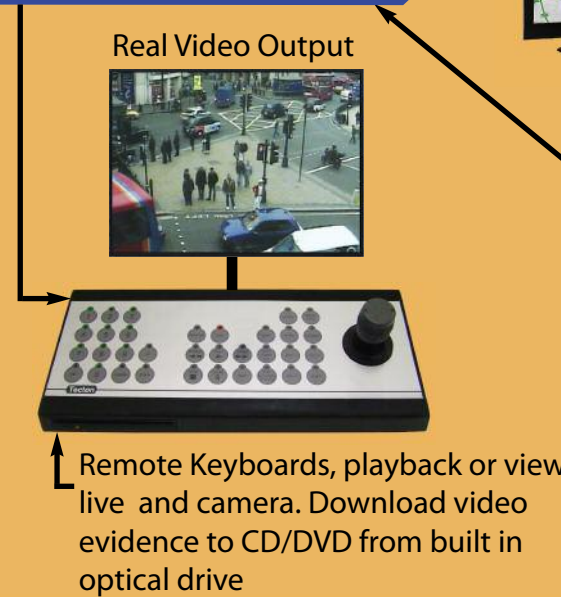 Real Video Output
Tecton
Remote Keyboards, playback or view
live and camera. Download video
evidence to CD/DVD from built in
optical drive